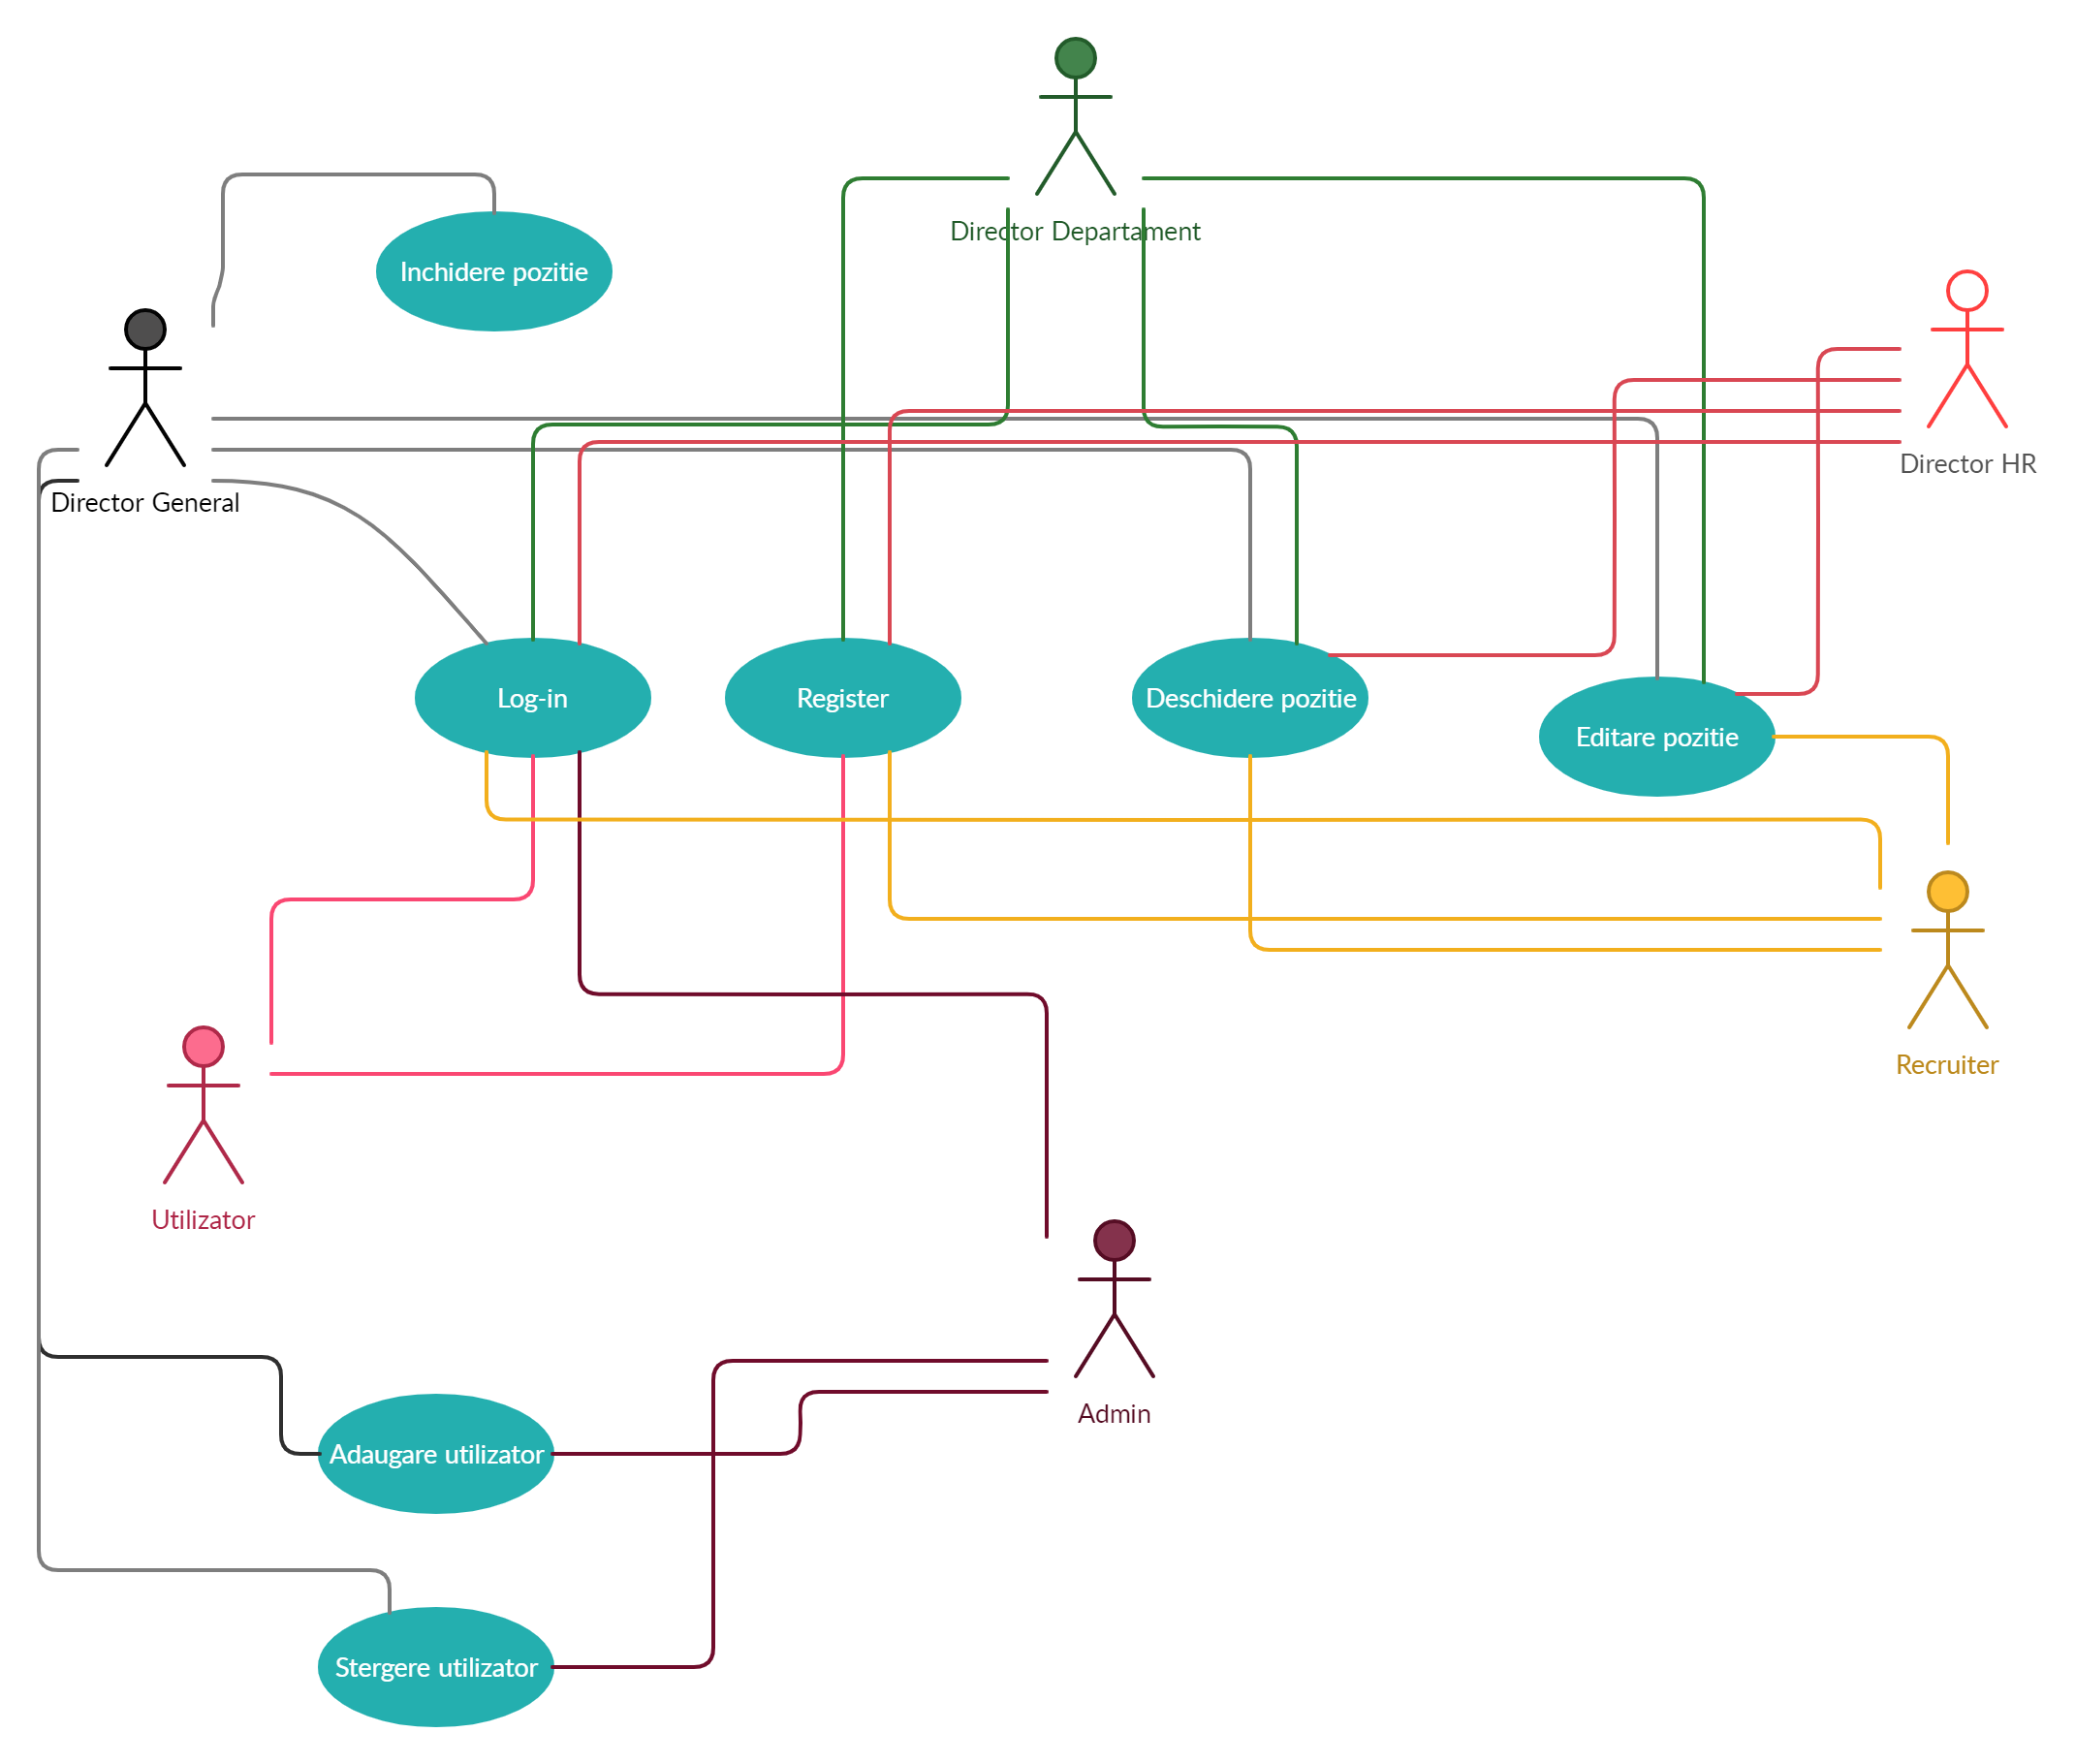 Director Departament
Inchidere pozitie
Director HR
Director General
Log-in
Register
Deschidere pozitie
Editare pozitie
Recruiter
Utilizator
Admin
Adaugare utilizator
Stergere utilizator